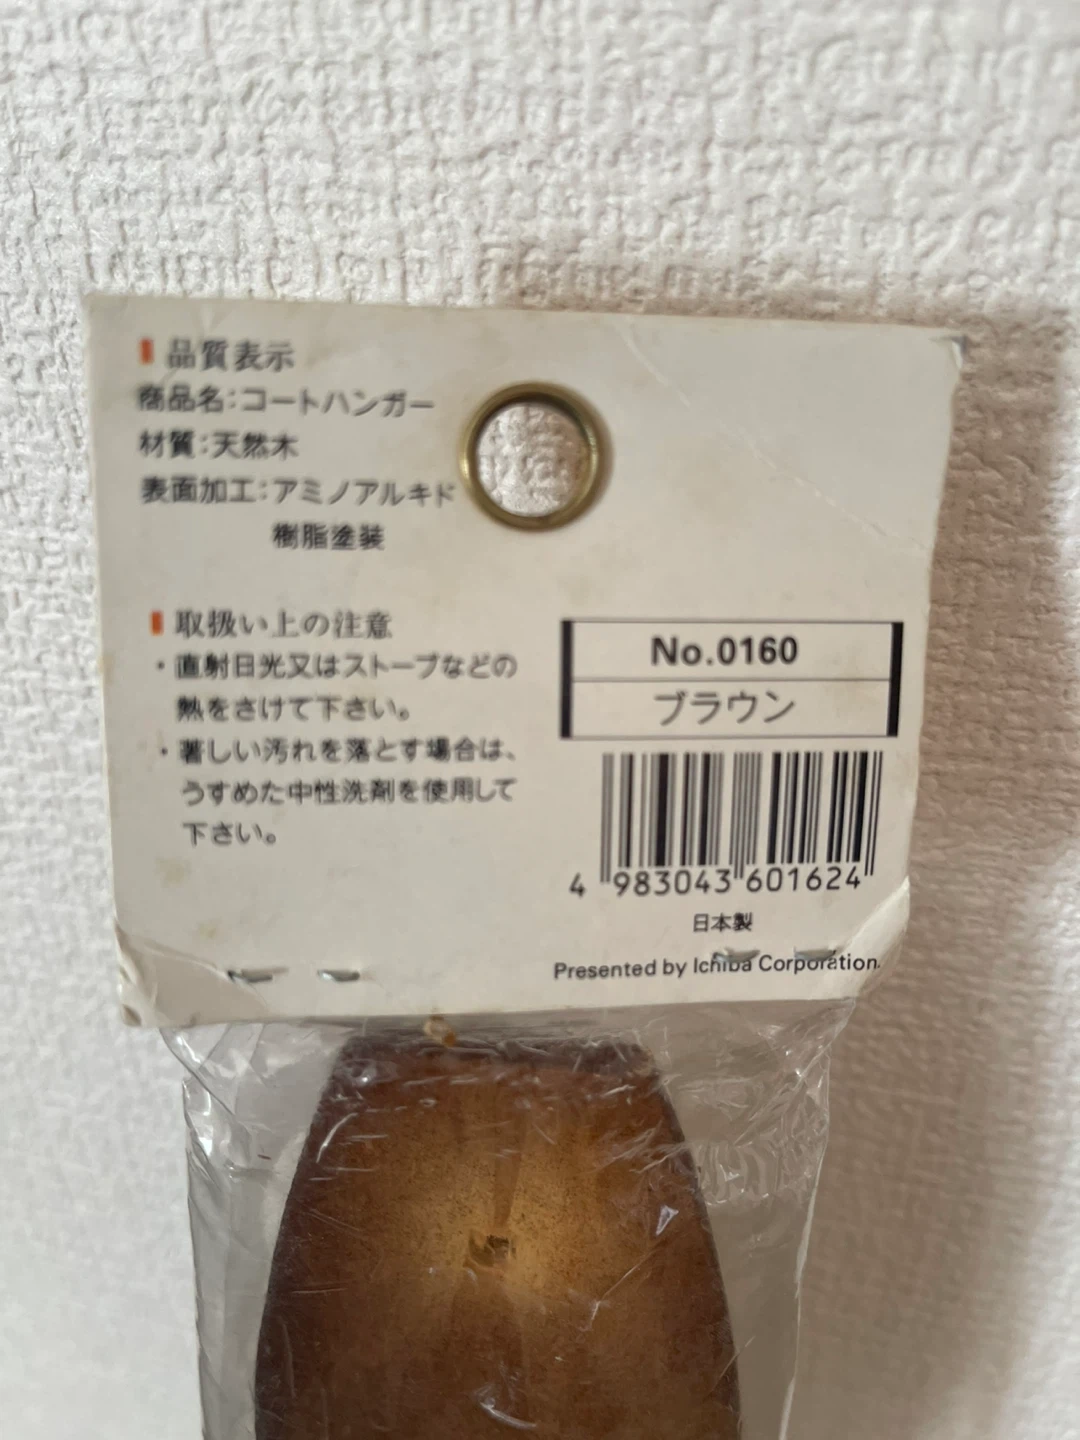 品質表示
商品名:コートハンガー
材質:天然木
表面加工:アミノアルキド
樹脂塗装
取扱い上の注意
・直射日光又はストーブなどの
熱をさけて下さい。
・著しい汚れを落とす場合は、
うすめた中性洗剤を使用して
下さい。
No.0160
ブラウン
4 983043 601624
日本製
Presented by Ichiba Corporation.